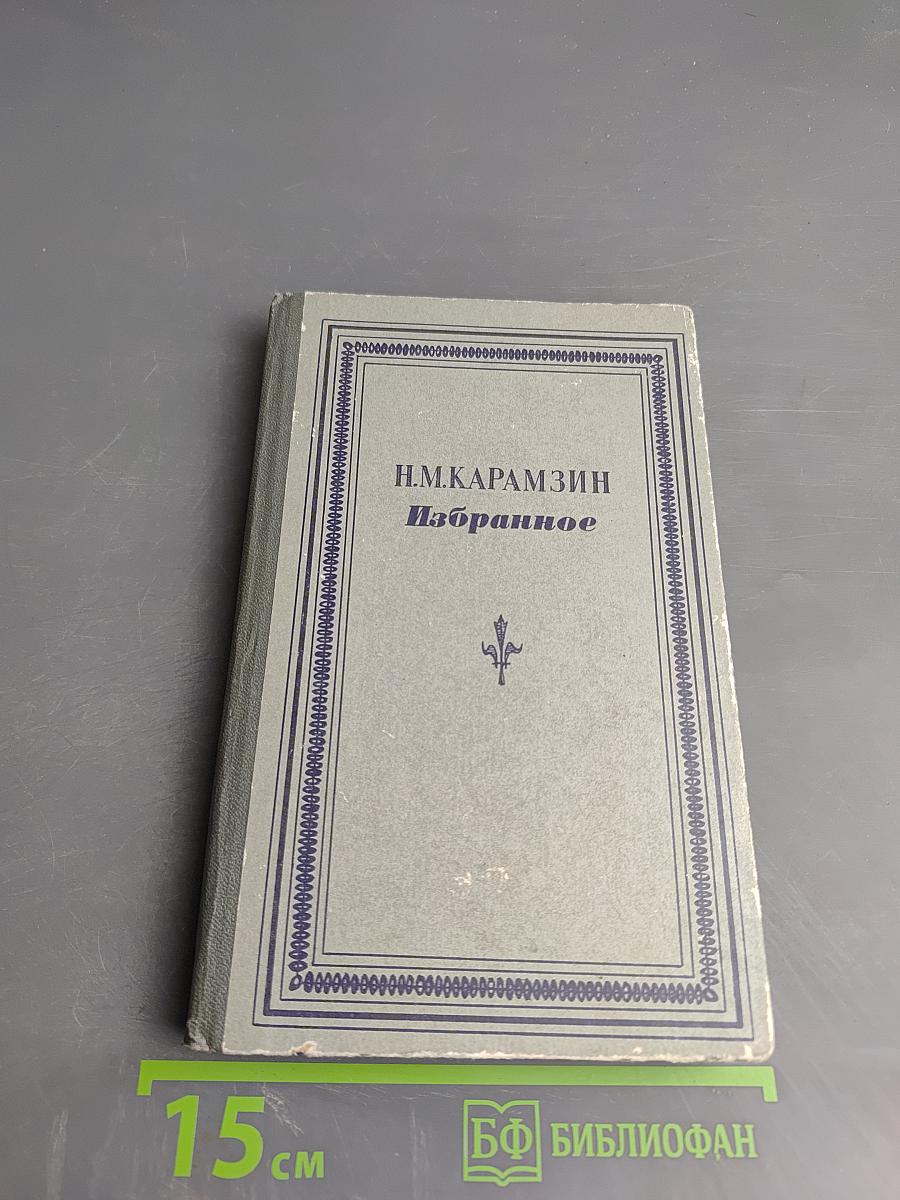 Н.М.КАРАМЗИН
Избранное
15 см
БФ БИБЛИОФАН